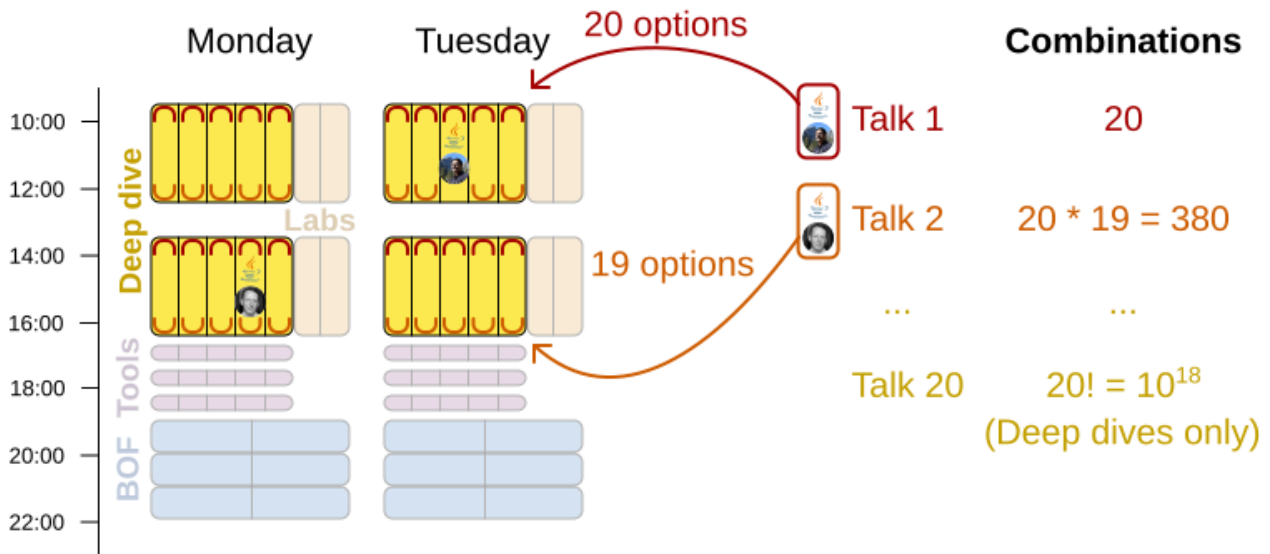 Monday
Tuesday
20 options
Combinations
10:00
12:00
14:00
16:00
18:00
20:00
22:00
Deep dive
Labs
Tools
BOF
19 options
Talk 1
20
Talk 2
20 * 19 = 380
...
...
Talk 20
20! = 10¹⁸
(Deep dives only)